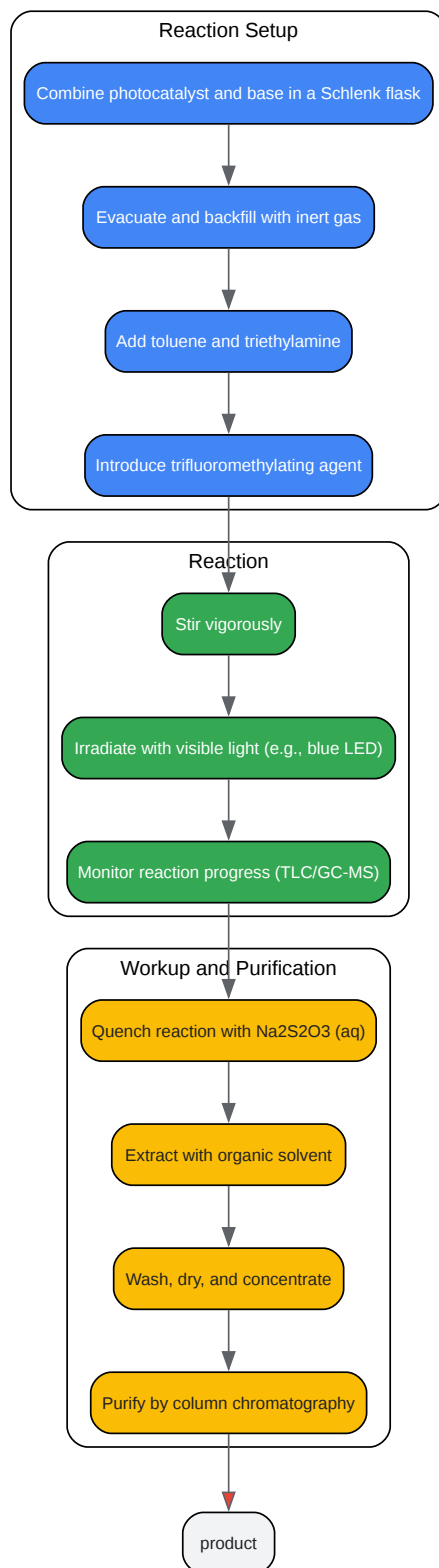 Reaction Setup
Combine photocatalyst and base in a Schlenk flask
Evacuate and backfill with inert gas
Add toluene and triethylamine
Introduce trifluoromethylating agent
Reaction
Stir vigorously
Irradiate with visible light (e.g., blue LED)
Monitor reaction progress (TLC/GC-MS)
Workup and Purification
Quench reaction with Na2S2O3 (aq)
Extract with organic solvent
Wash, dry, and concentrate
Purify by column chromatography
product